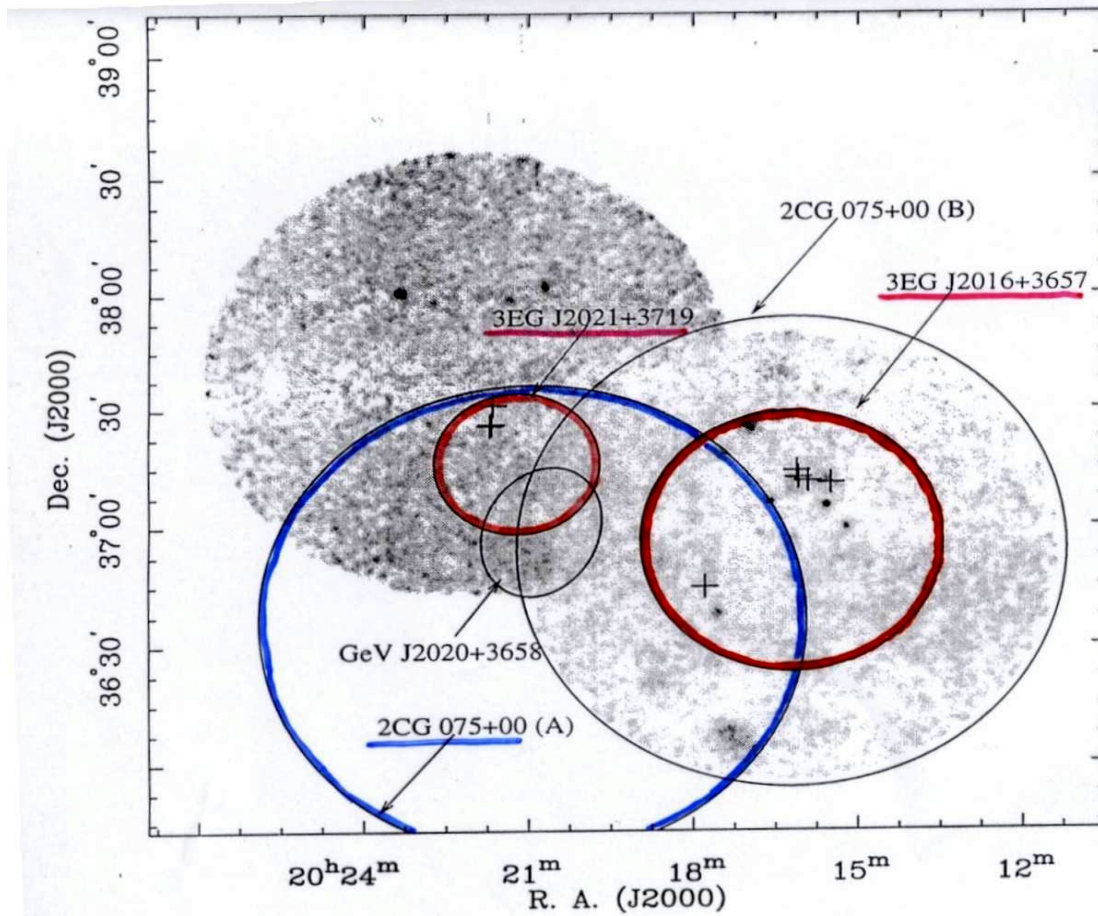 39°00′
30′
2CG 075+00 (B)
3EG J2016+3657
38°00′
3EG J2021+3719
30′
Dec. (J2000)
37°00′
GeV J2020+3658
36°30′
2CG 075+00 (A)
20ʰ24ᵐ 21ᵐ 18ᵐ 15ᵐ 12ᵐ
R. A. (J2000)